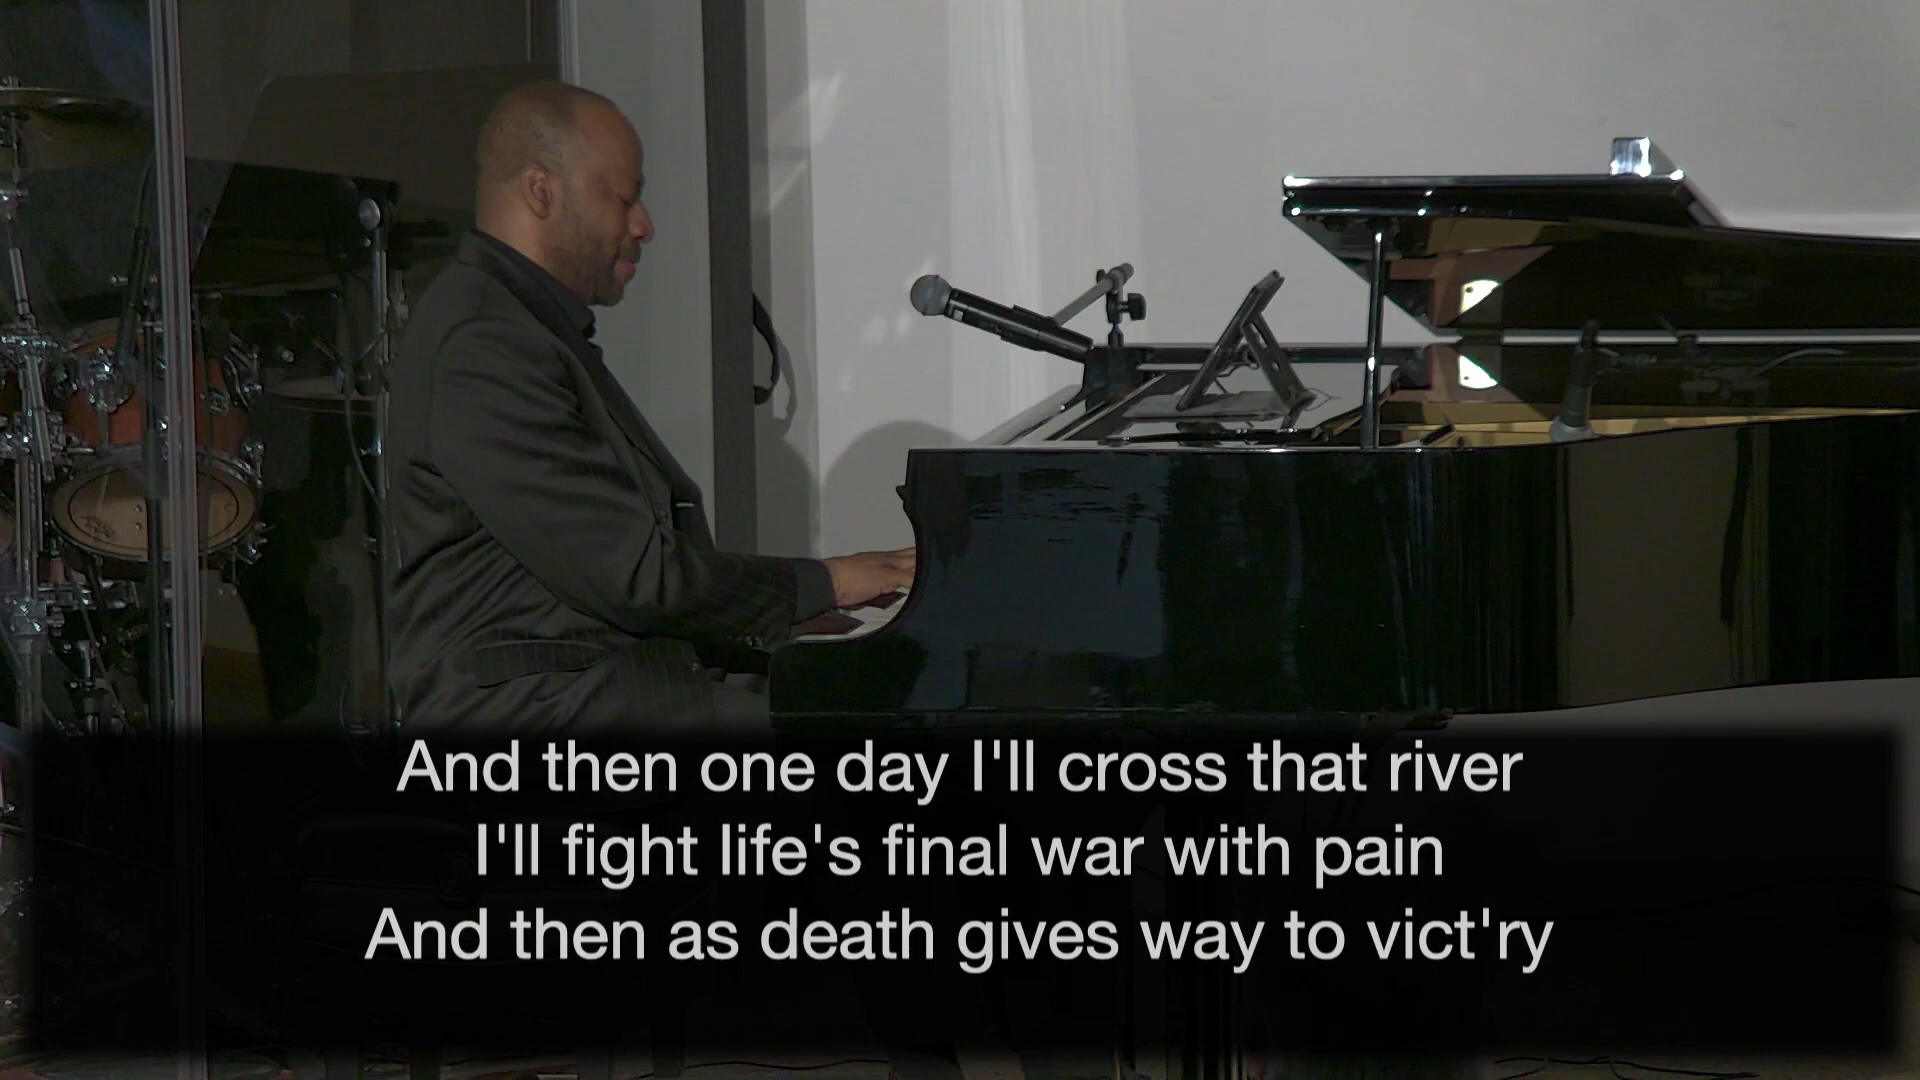 And then one day I'll cross that river
I'll fight life's final war with pain
And then as death gives way to vict'ry